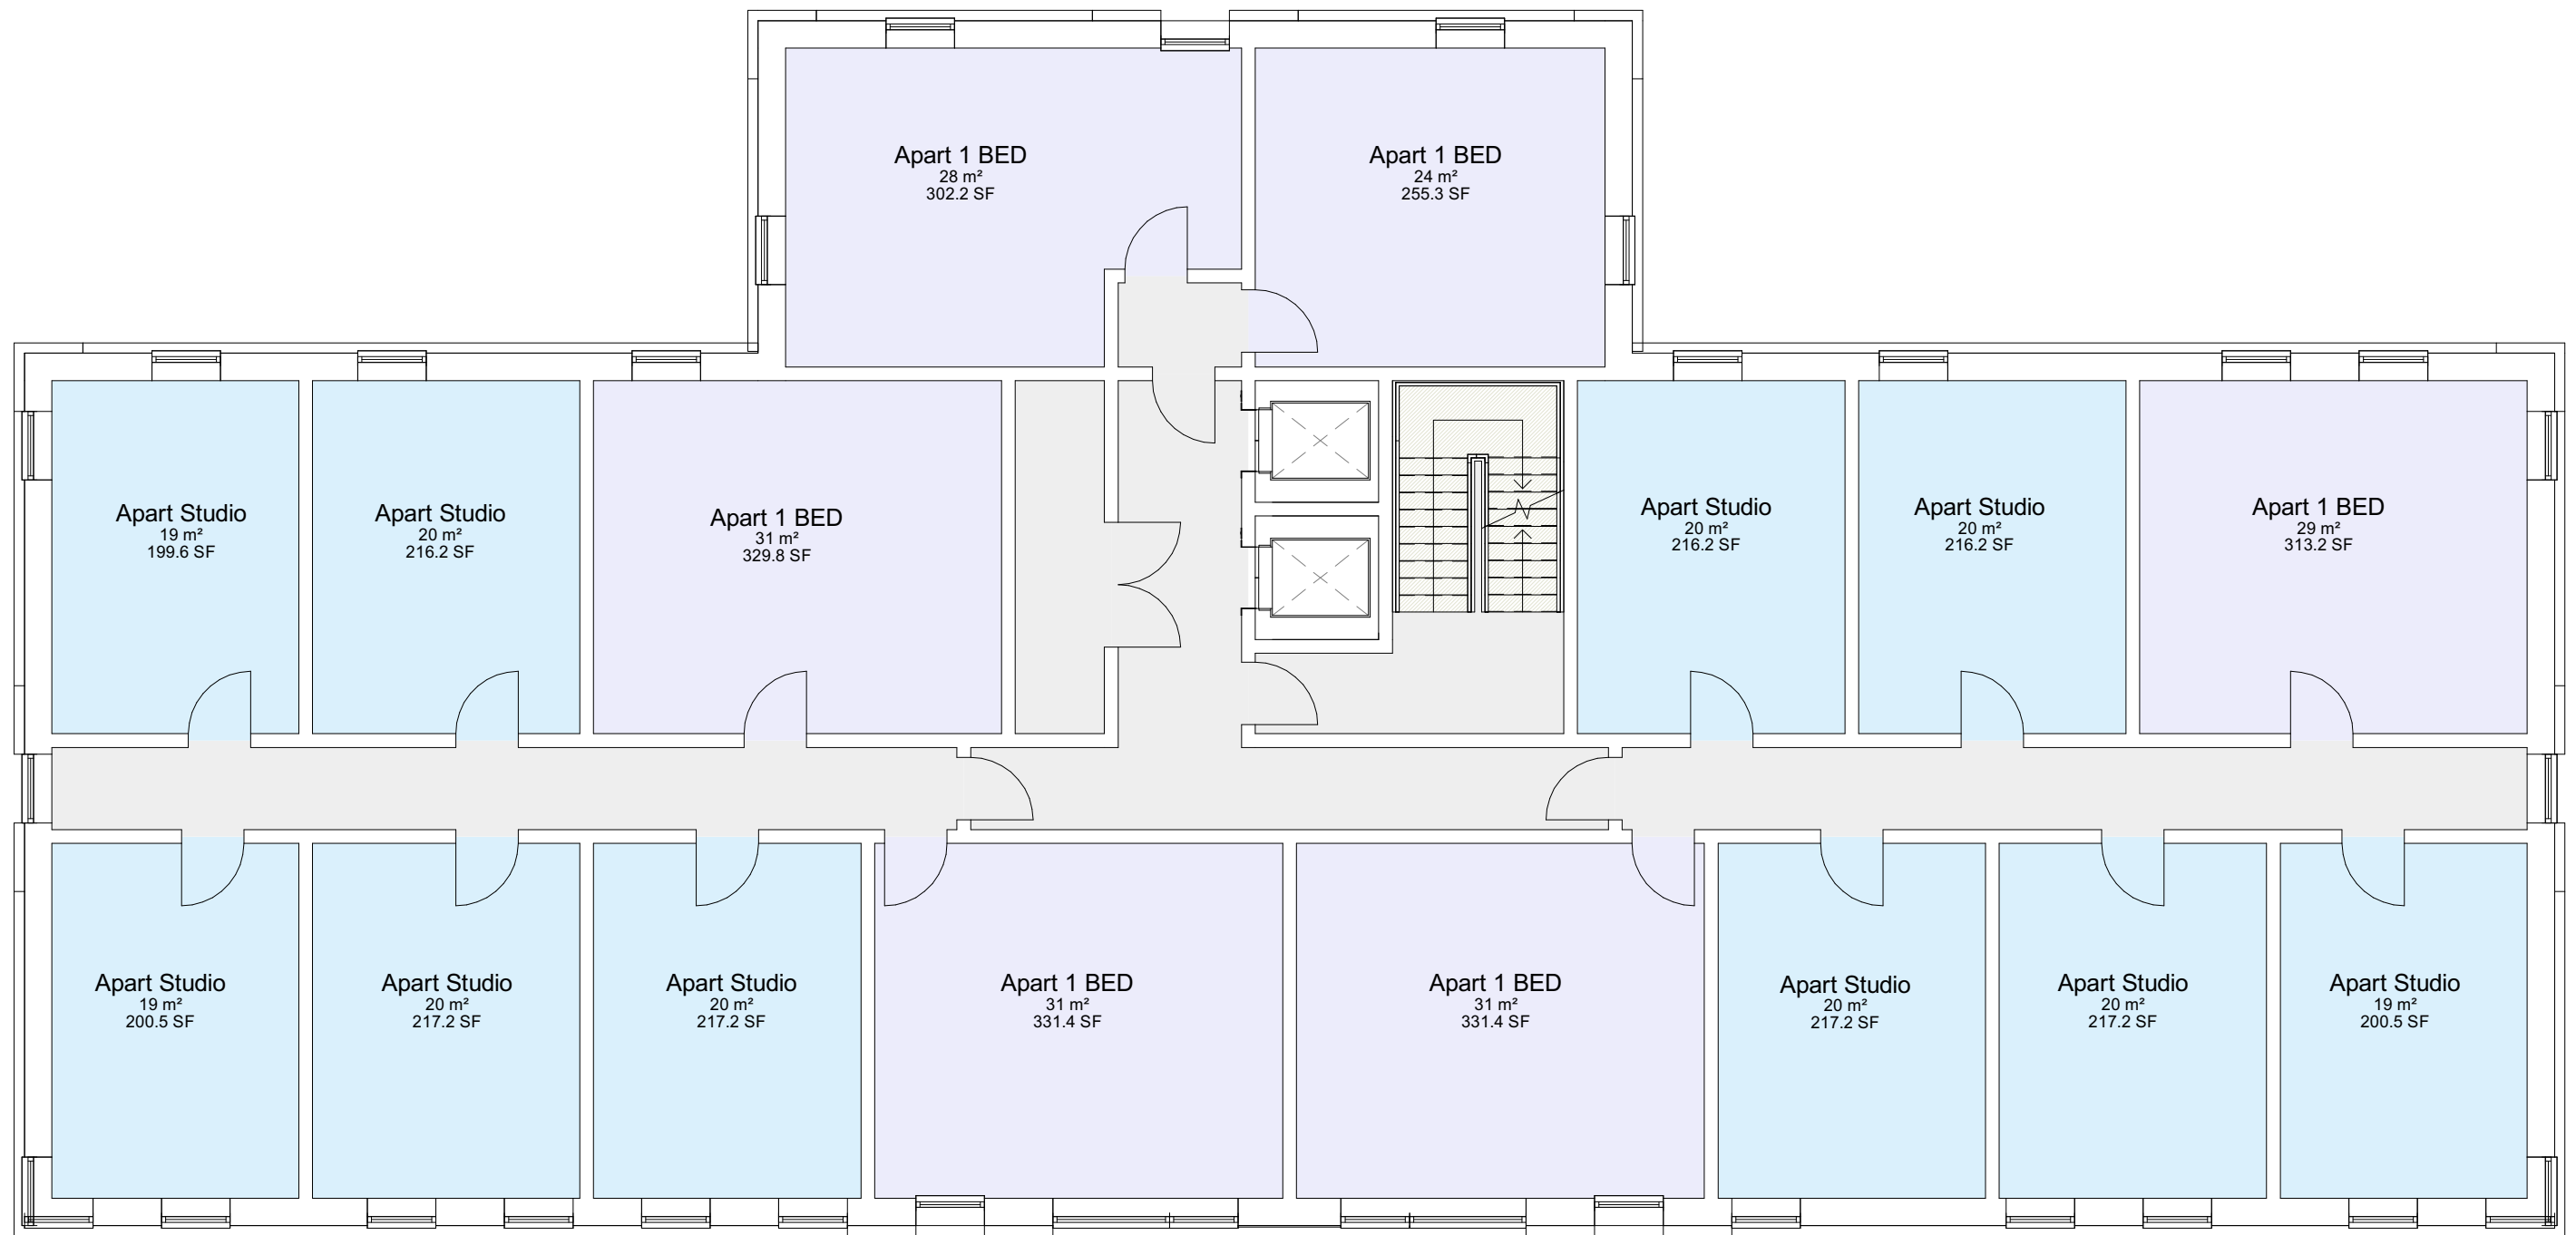 Apart 1 BED
28 m²
302.2 SF
Apart 1 BED
24 m²
255.3 SF
Apart Studio
19 m²
199.6 SF
Apart Studio
20 m²
216.2 SF
Apart 1 BED
31 m²
329.8 SF
Apart Studio
20 m²
216.2 SF
Apart Studio
20 m²
216.2 SF
Apart 1 BED
29 m²
313.2 SF
Apart Studio
19 m²
200.5 SF
Apart Studio
20 m²
217.2 SF
Apart Studio
20 m²
217.2 SF
Apart 1 BED
31 m²
331.4 SF
Apart 1 BED
31 m²
331.4 SF
Apart Studio
20 m²
217.2 SF
Apart Studio
20 m²
217.2 SF
Apart Studio
19 m²
200.5 SF